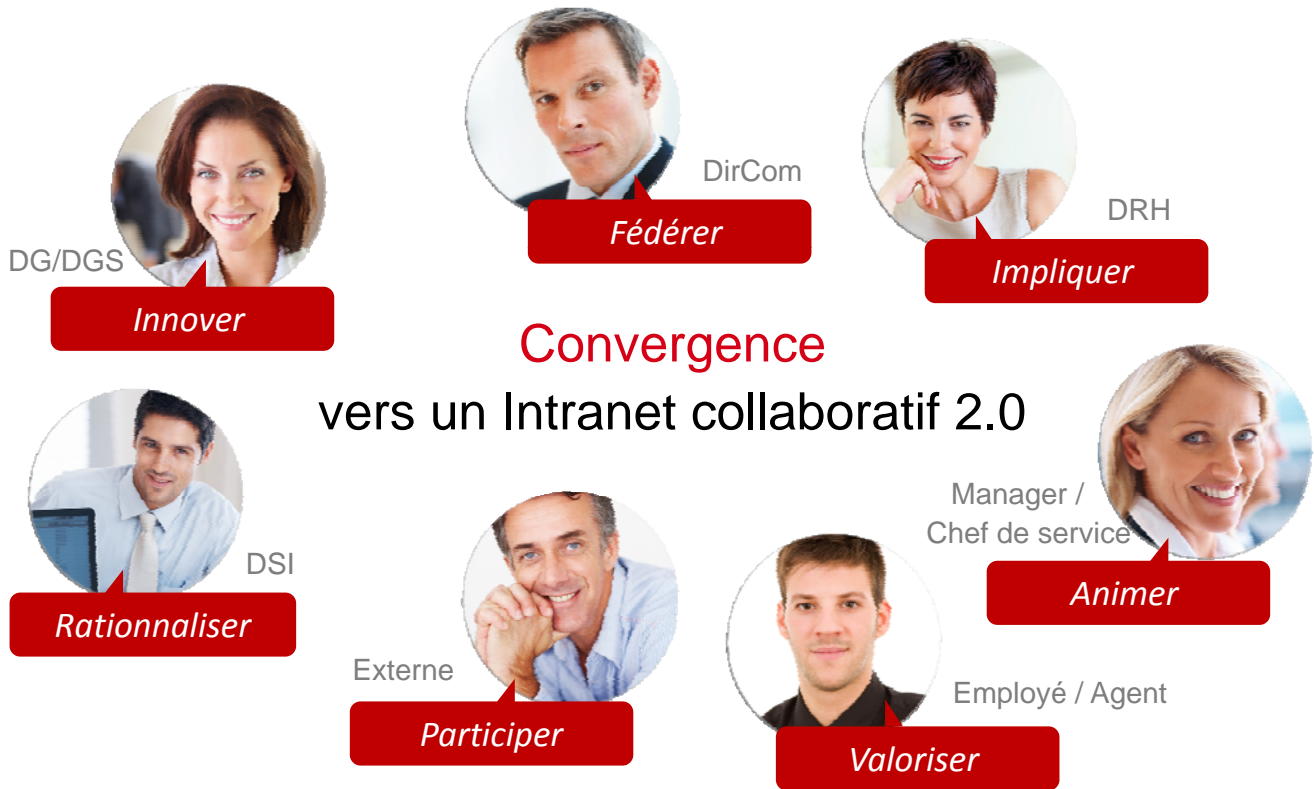 DirCom
Fédérer
DRH
Impliquer
DG/DGS
Innover
Convergence
vers un Intranet collaboratif 2.0
Manager /
Chef de service
Animer
DSI
Rationnaliser
Externe
Participer
Employé / Agent
Valoriser